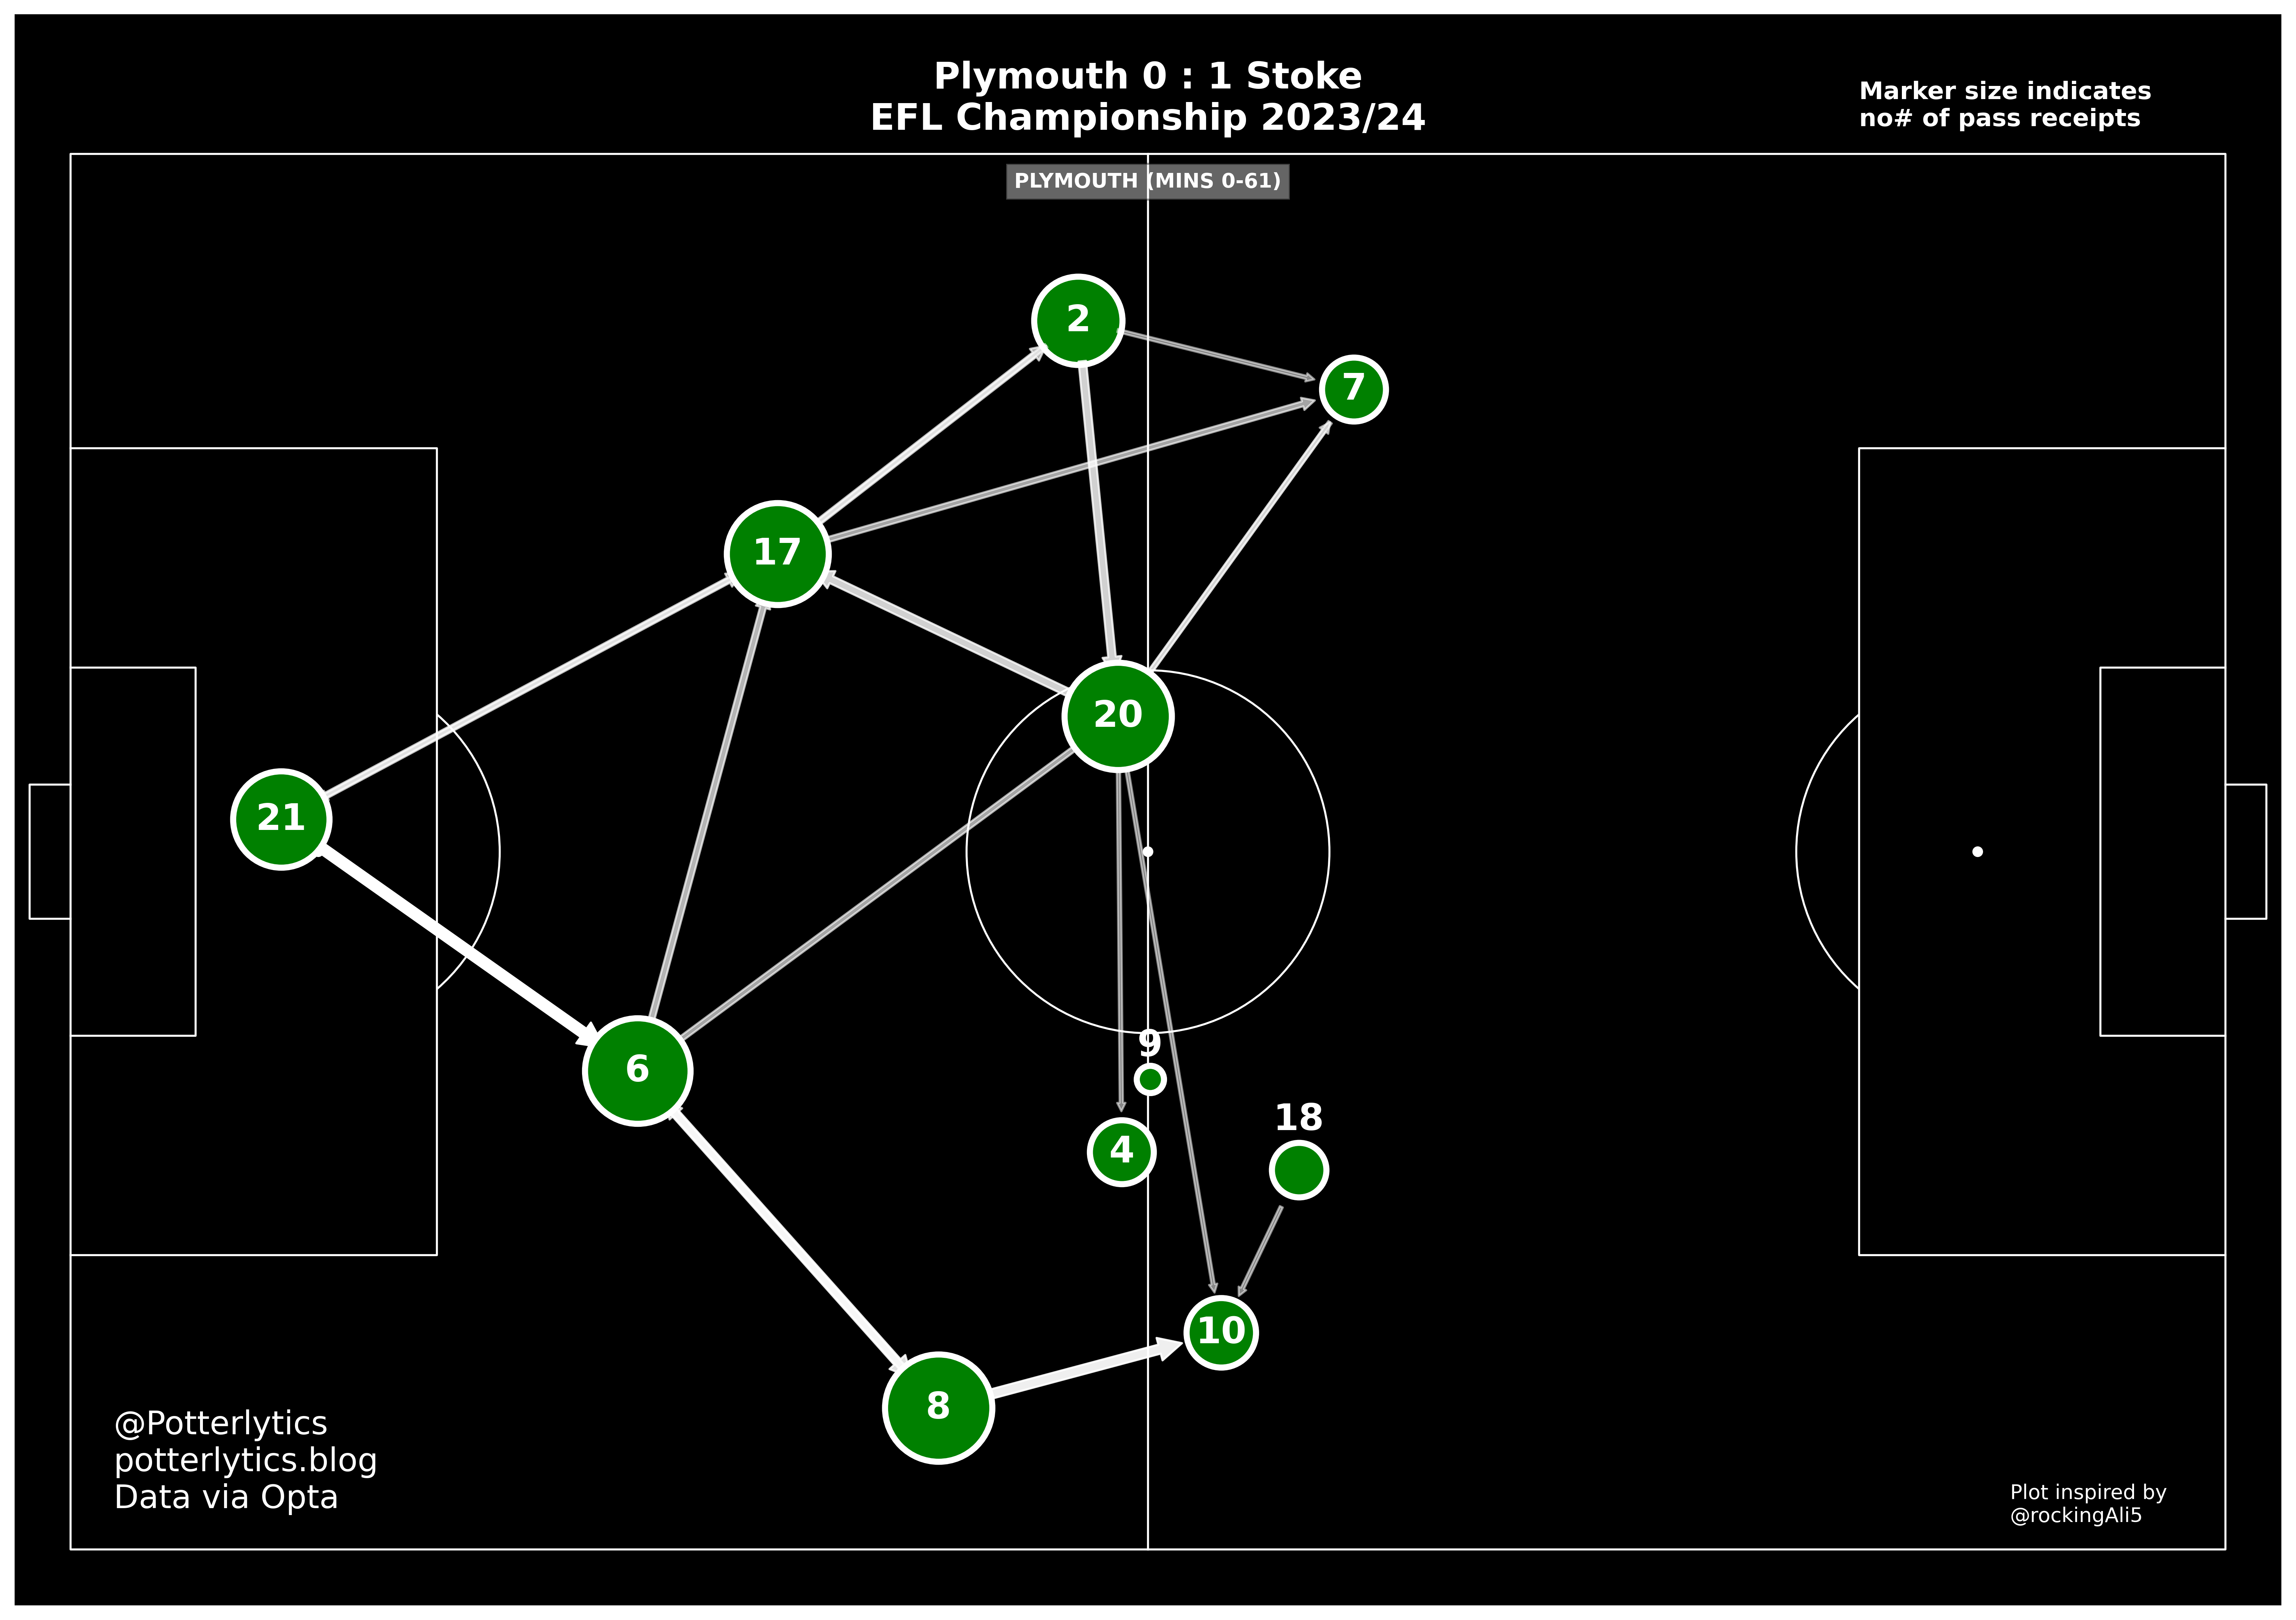 Plymouth 0 : 1 Stoke
EFL Championship 2023/24
Marker size indicates
no# of pass receipts
PLYMOUTH (MINS 0-61)
2
7
17
20
21
9
6
18
4
10
8
@Potterlytics
potterlytics.blog
Data via Opta
Plot inspired by
@rockingAli5